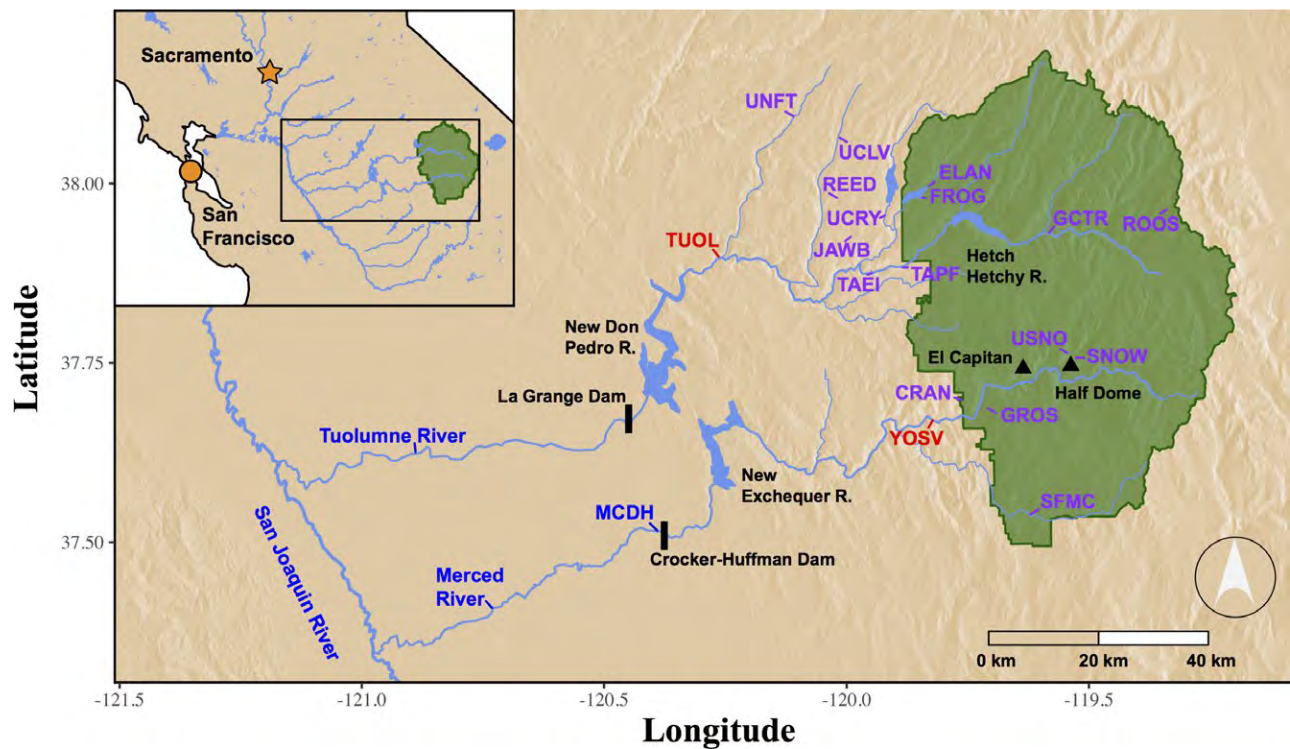 Sacramento
San
Francisco
UNFT
UCLV
REED
ELAN
FROG
UCRY
GCTR
ROOS
JAWB
TUOL
TAEI
TAPF
Hetch
Hetchy R.
New Don
Pedro R.
USNO
SNOW
El Capitan
Half Dome
La Grange Dam
CRAN
GROS
YOSV
Tuolumne River
New
Exchequer R.
MCDH
SFMC
Crocker-Huffman Dam
Merced
River
San Joaquin River
0 km
20 km
40 km
38.00
37.75
37.50
Latitude
-121.5
-121.0
-120.5
-120.0
-119.5
Longitude